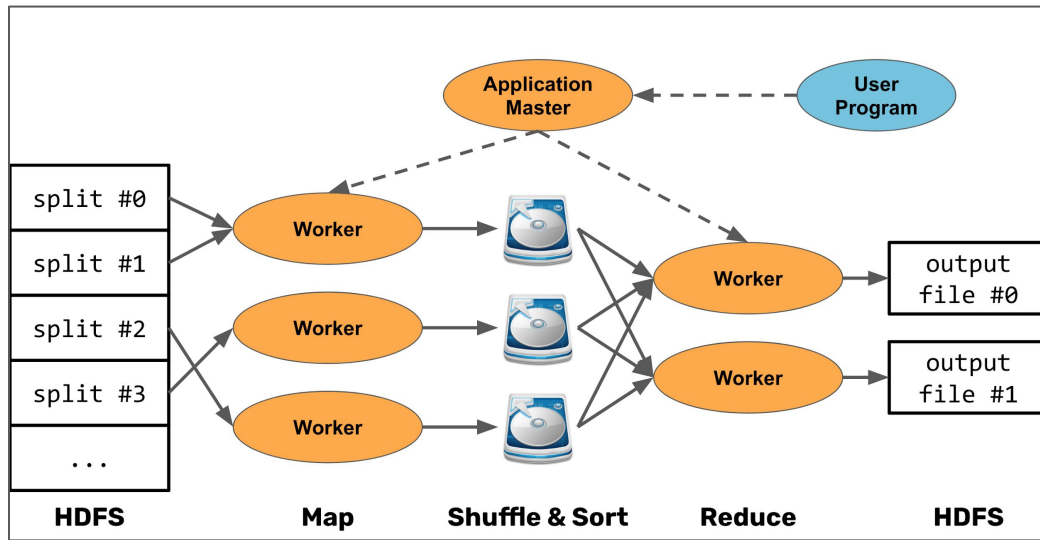 Application
Master
User
Program
split #0
split #1
split #2
split #3
...
Worker
Worker
Worker
Worker
Worker
output
file #0
output
file #1
HDFS
Map
Shuffle & Sort
Reduce
HDFS